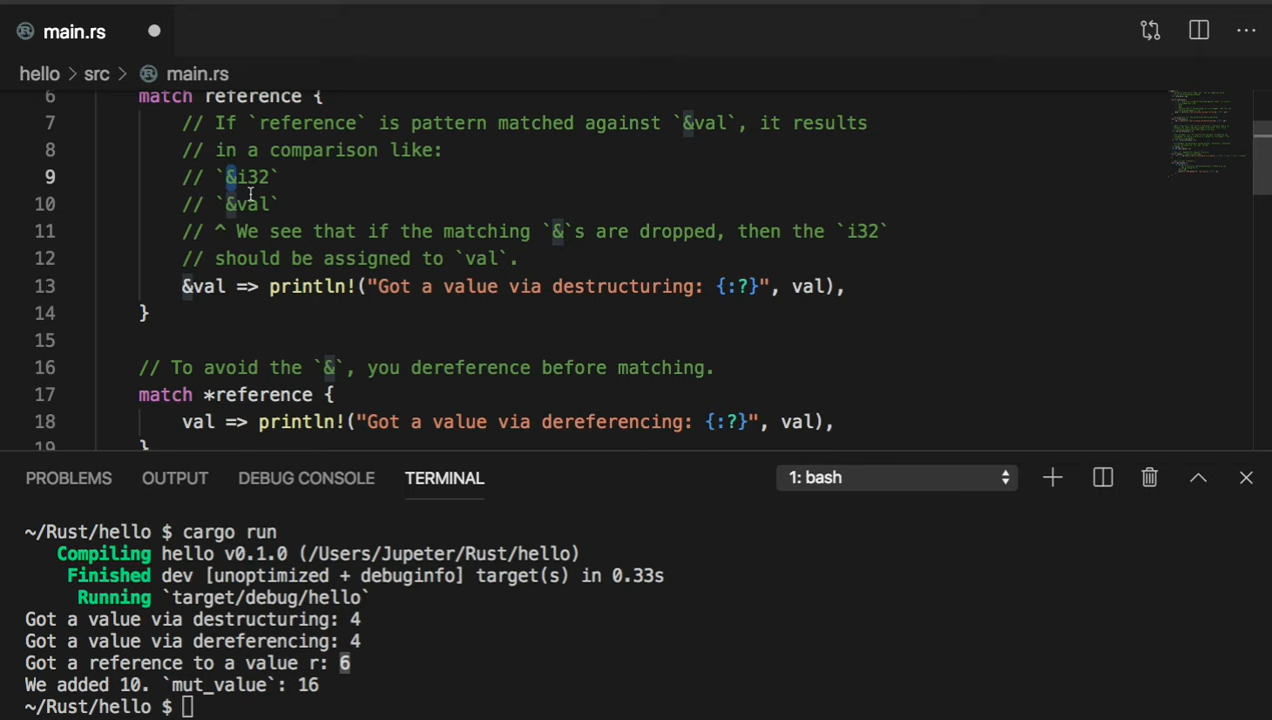 main.rs
hello > src > main.rs
6 match reference {
7 // If `reference` is pattern matched against `&val`, it results
8 // in a comparison like:
9 // `&i32`
10 // `&val`
11 // ^ We see that if the matching `&`s are dropped, then the `i32`
12 // should be assigned to `val`.
13 &val => println!("Got a value via destructuring: {:?}", val),
14 }
15
16 // To avoid the `&`, you dereference before matching.
17 match *reference {
18 val => println!("Got a value via dereferencing: {:?}", val),
19 }
PROBLEMS OUTPUT DEBUG CONSOLE TERMINAL 1: bash
~/Rust/hello $ cargo run
Compiling hello v0.1.0 (/Users/Jupeter/Rust/hello)
Finished dev [unoptimized + debuginfo] target(s) in 0.33s
Running `target/debug/hello`
Got a value via destructuring: 4
Got a value via dereferencing: 4
Got a reference to a value r: 6
We added 10. `mut_value`: 16
~/Rust/hello $